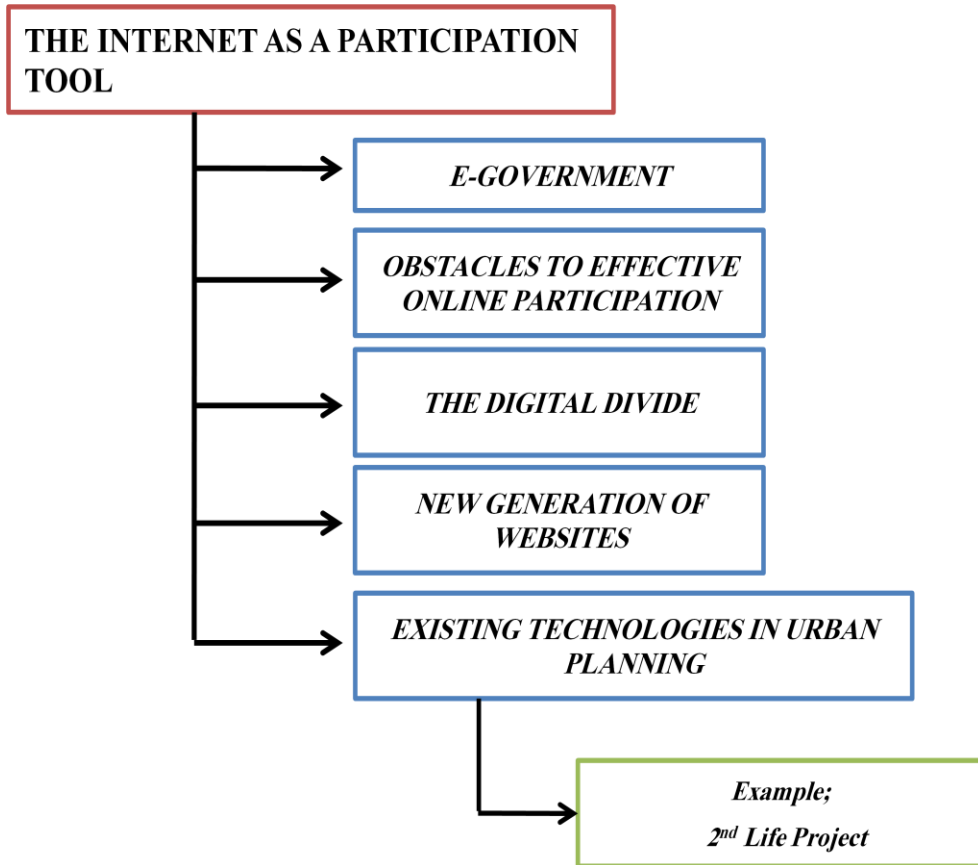 THE INTERNET AS A PARTICIPATION
TOOL
E-GOVERNMENT
OBSTACLES TO EFFECTIVE
ONLINE PARTICIPATION
THE DIGITAL DIVIDE
NEW GENERATION OF
WEBSITES
EXISTING TECHNOLOGIES IN URBAN
PLANNING
Example;
2nd Life Project